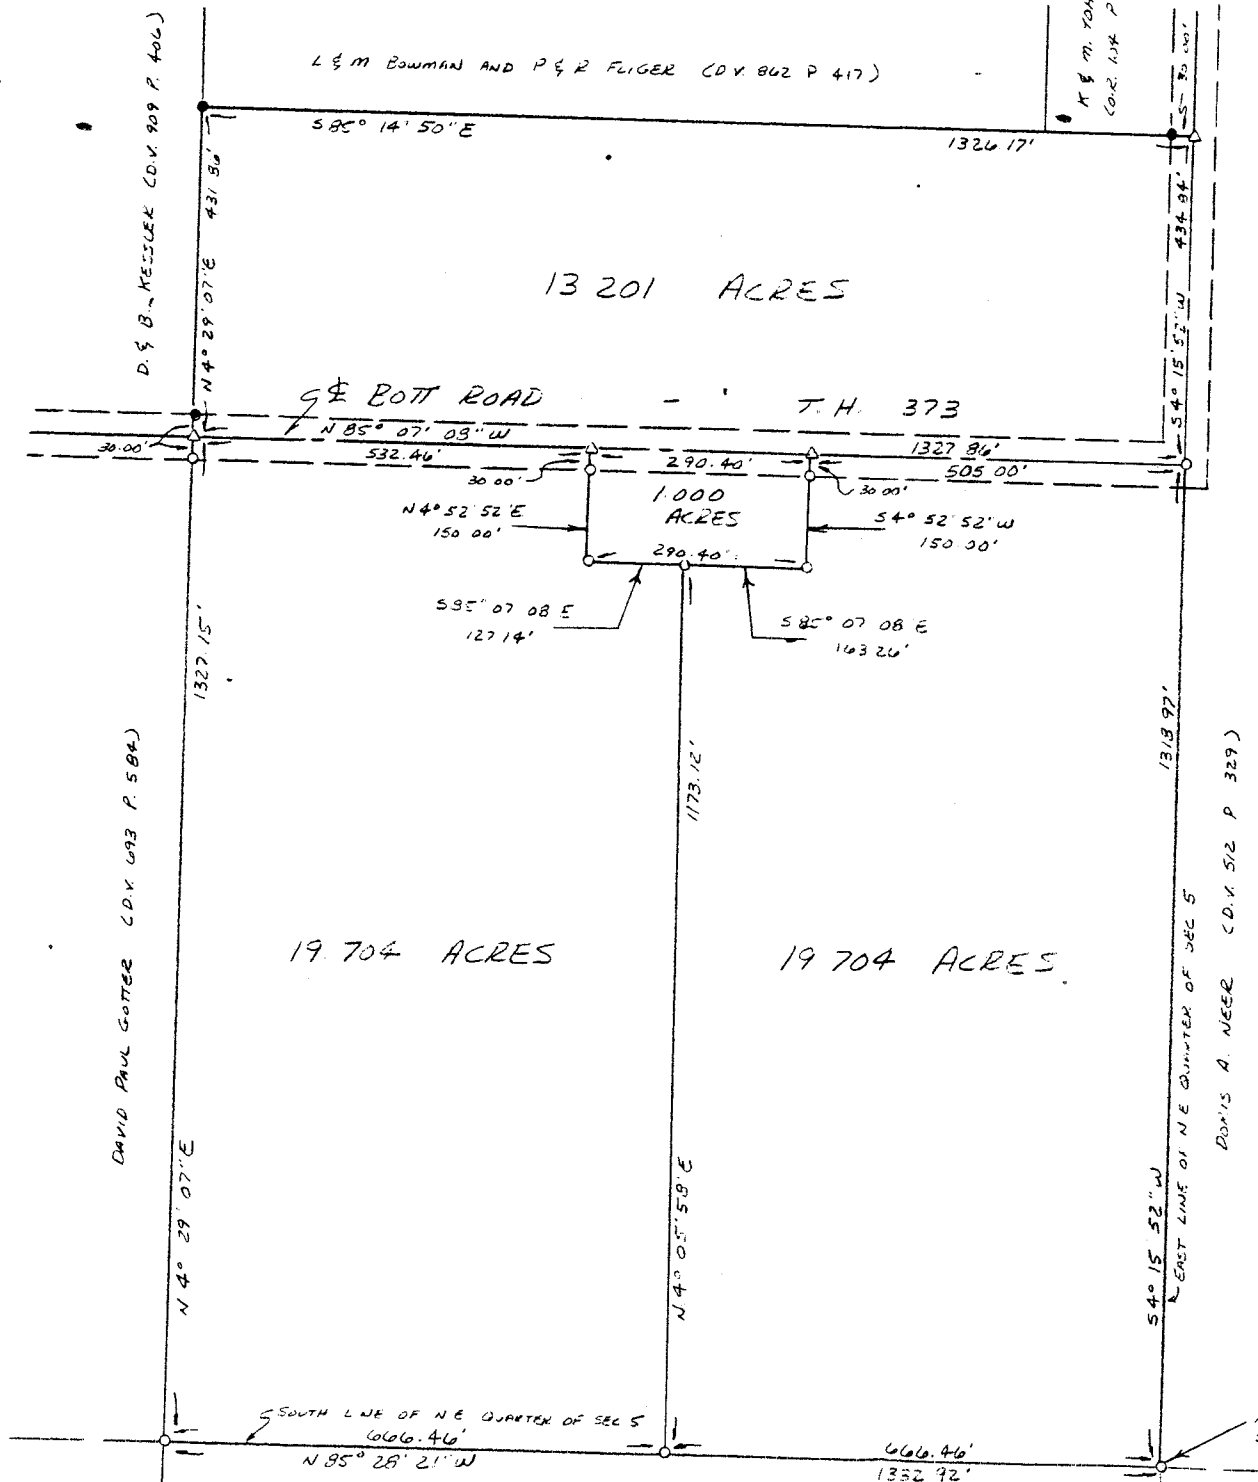 L & M BOWMAN AND P & R FLIGER (D.V. 862 P 417)
K & M.
D. & B. KESSLER (D.V. 909 P. 406)
S 85° 14' 50" E
1326.17'
431 86'
N 4° 29' 07" E
434 94'
S 4° 15' 52" W
13 201 ACRES
℄ BOTT ROAD - T.H. 373
N 85° 07' 08" W
1327 86'
30.00'
532.46'
290.40'
505 00'
30 00'
30 00'
1.000
ACRES
N 4° 52' 52" E
150 00'
S 4° 52' 52" W
150 00'
290.40'
S 85° 07 08 E
127 14'
S 85° 07 08 E
163 26'
1327.15'
1173.12'
1313 97'
DAVID PAUL GOTTER (D.V. 693 P. 584)
19.704 ACRES
19 704 ACRES
DORIS A. NEER (D.V. 512 P 329)
N 4° 29' 07" E
N 4° 05' 58" E
S 4° 15 52" W
EAST LINE OF N E QUARTER OF SEC 5
SOUTH LINE OF N E QUARTER OF SEC 5
666.46'
N 85° 28' 21" W
666.46'
1332 92'